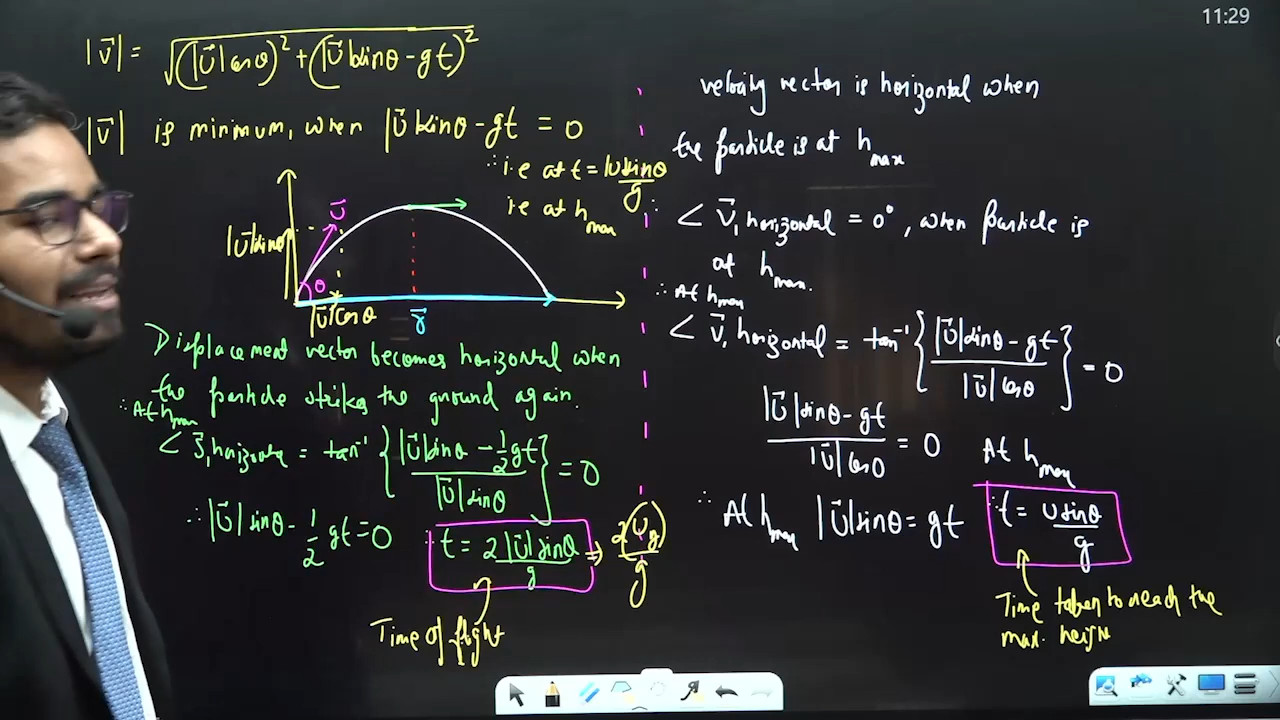 11:29
|v⃗| = √((|u⃗|cosθ)² + (|u⃗|sinθ - gt)²)
|v⃗| is minimum, when |u⃗|sinθ - gt = 0
∴ i.e at t = |u|sinθ/g
i.e at hmax
u⃗
|u⃗|sinθ
θ
|u⃗|cosθ
r⃗
Displacement vector becomes horizontal when
the particle strikes the ground again.
∴ At hmax
< s⃗, horizontal = tan⁻¹ {(|u⃗|sinθ - ½gt)/(|u⃗|sinθ)} = 0
∴ |u⃗|sinθ - ½gt = 0
∴ t = 2|u⃗|sinθ/g ⇒ 2(uy)/g
Time of flight
velocity vector is horizontal when
the particle is at hmax
∴ < v⃗, horizontal = 0°, when particle is
at hmax.
∴ At hmax
< v⃗, horizontal = tan⁻¹ {(|u⃗|sinθ - gt)/(|u⃗|cosθ)} = 0
(|u⃗|sinθ - gt)/(|u⃗|cosθ) = 0
At hmax
∴ At hmax |u⃗|sinθ = gt
∴ t = usinθ/g
Time taken to reach the
max. height